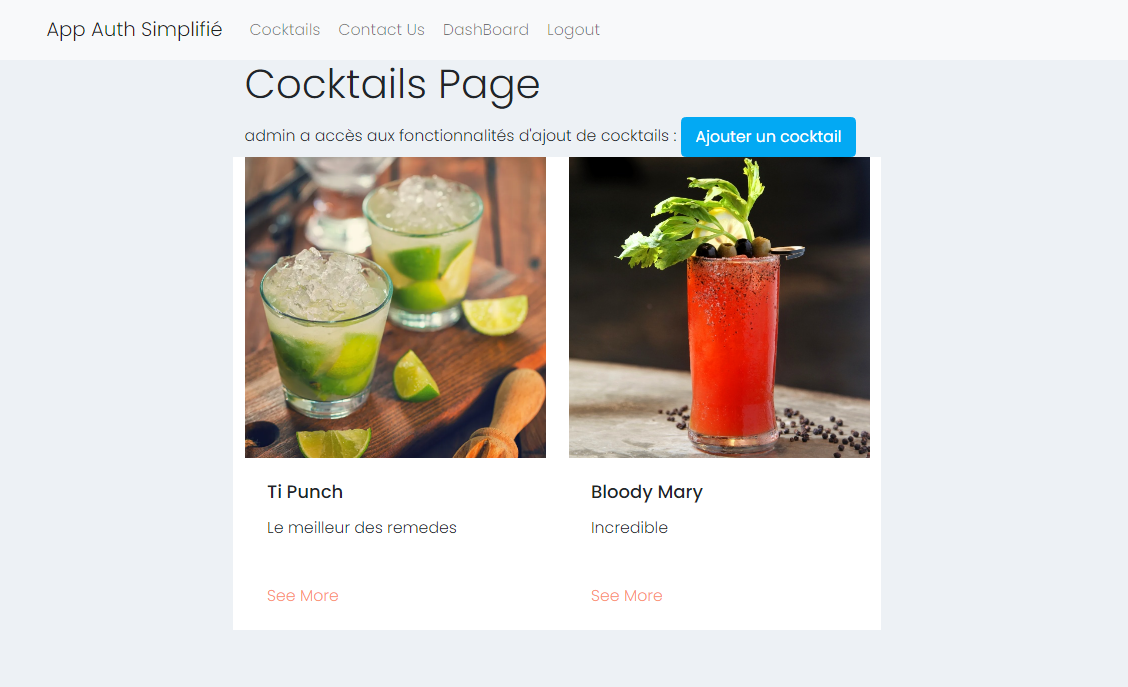 App Auth Simplifié Cocktails Contact Us DashBoard Logout
Cocktails Page
admin a accès aux fonctionnalités d'ajout de cocktails : Ajouter un cocktail
Ti Punch
Le meilleur des remedes
See More
Bloody Mary
Incredible
See More